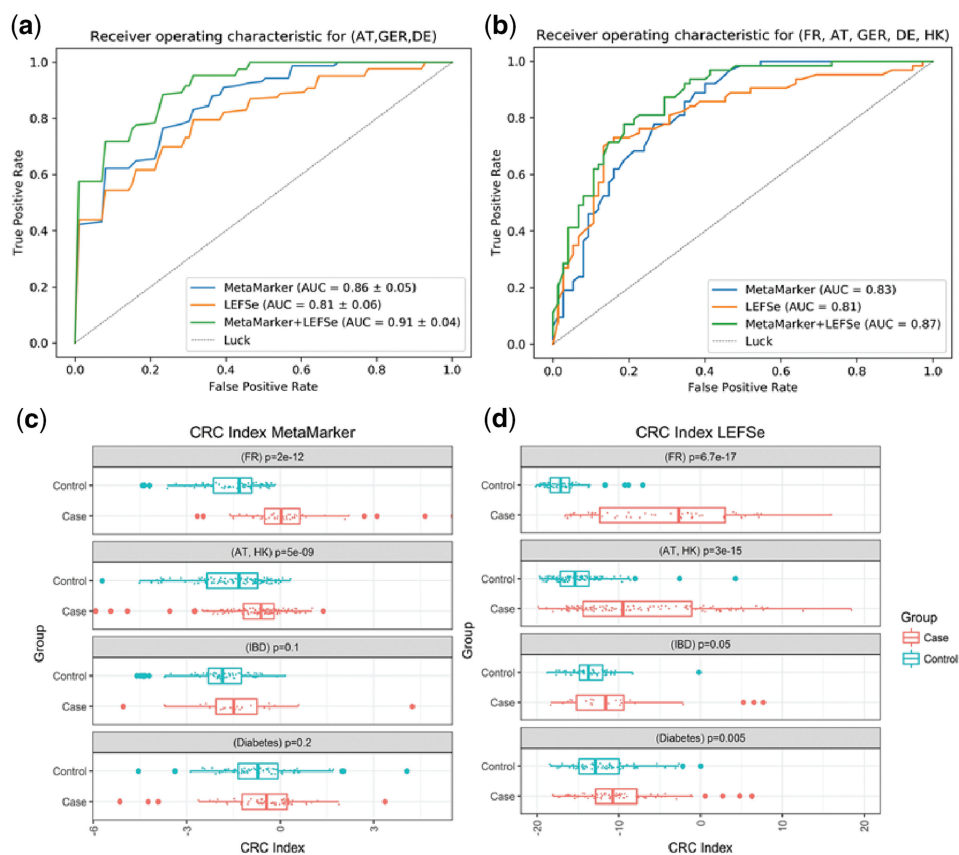 (a)
Receiver operating characteristic for (AT,GER,DE)
1.0
0.8
0.6
0.4
0.2
0.0
True Positive Rate
MetaMarker (AUC = 0.86 ± 0.05)
LEFSe (AUC = 0.81 ± 0.06)
MetaMarker+LEFSe (AUC = 0.91 ± 0.04)
Luck
0.0 0.2 0.4 0.6 0.8 1.0
False Positive Rate
(b)
Receiver operating characteristic for (FR, AT, GER, DE, HK)
1.0
0.8
0.6
0.4
0.2
0.0
True Positive Rate
MetaMarker (AUC = 0.83)
LEFSe (AUC = 0.81)
MetaMarker+LEFSe (AUC = 0.87)
Luck
0.0 0.2 0.4 0.6 0.8 1.0
False Positive Rate
(c)
CRC Index MetaMarker
(FR) p=2e-12
Control
Case
(AT, HK) p=5e-09
Control
Case
(IBD) p=0.1
Control
Case
(Diabetes) p=0.2
Control
Case
Group
-6 -3 0 3
CRC Index
(d)
CRC Index LEFSe
(FR) p=6.7e-17
Control
Case
(AT, HK) p=3e-15
Control
Case
(IBD) p=0.05
Control
Case
(Diabetes) p=0.005
Control
Case
Group
-20 -10 0 10 20
CRC Index
Group
Case
Control